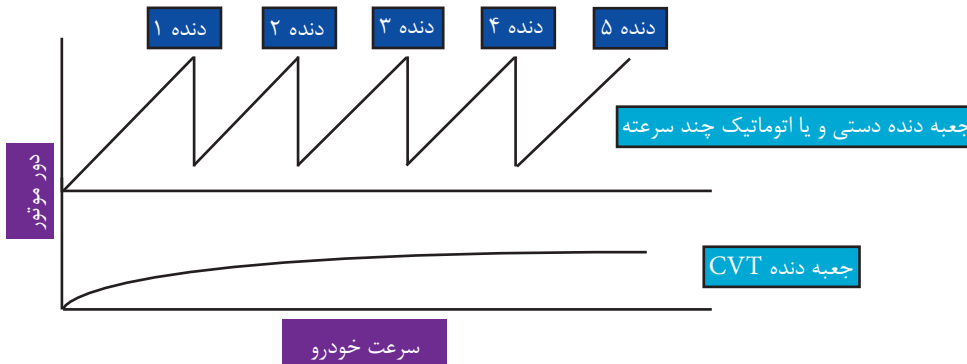 دنده ۱
دنده ۲
دنده ۳
دنده ۴
دنده ۵
جعبه دنده دستی و یا اتوماتیک چند سرعته
دور موتور
جعبه دنده CVT
سرعت خودرو